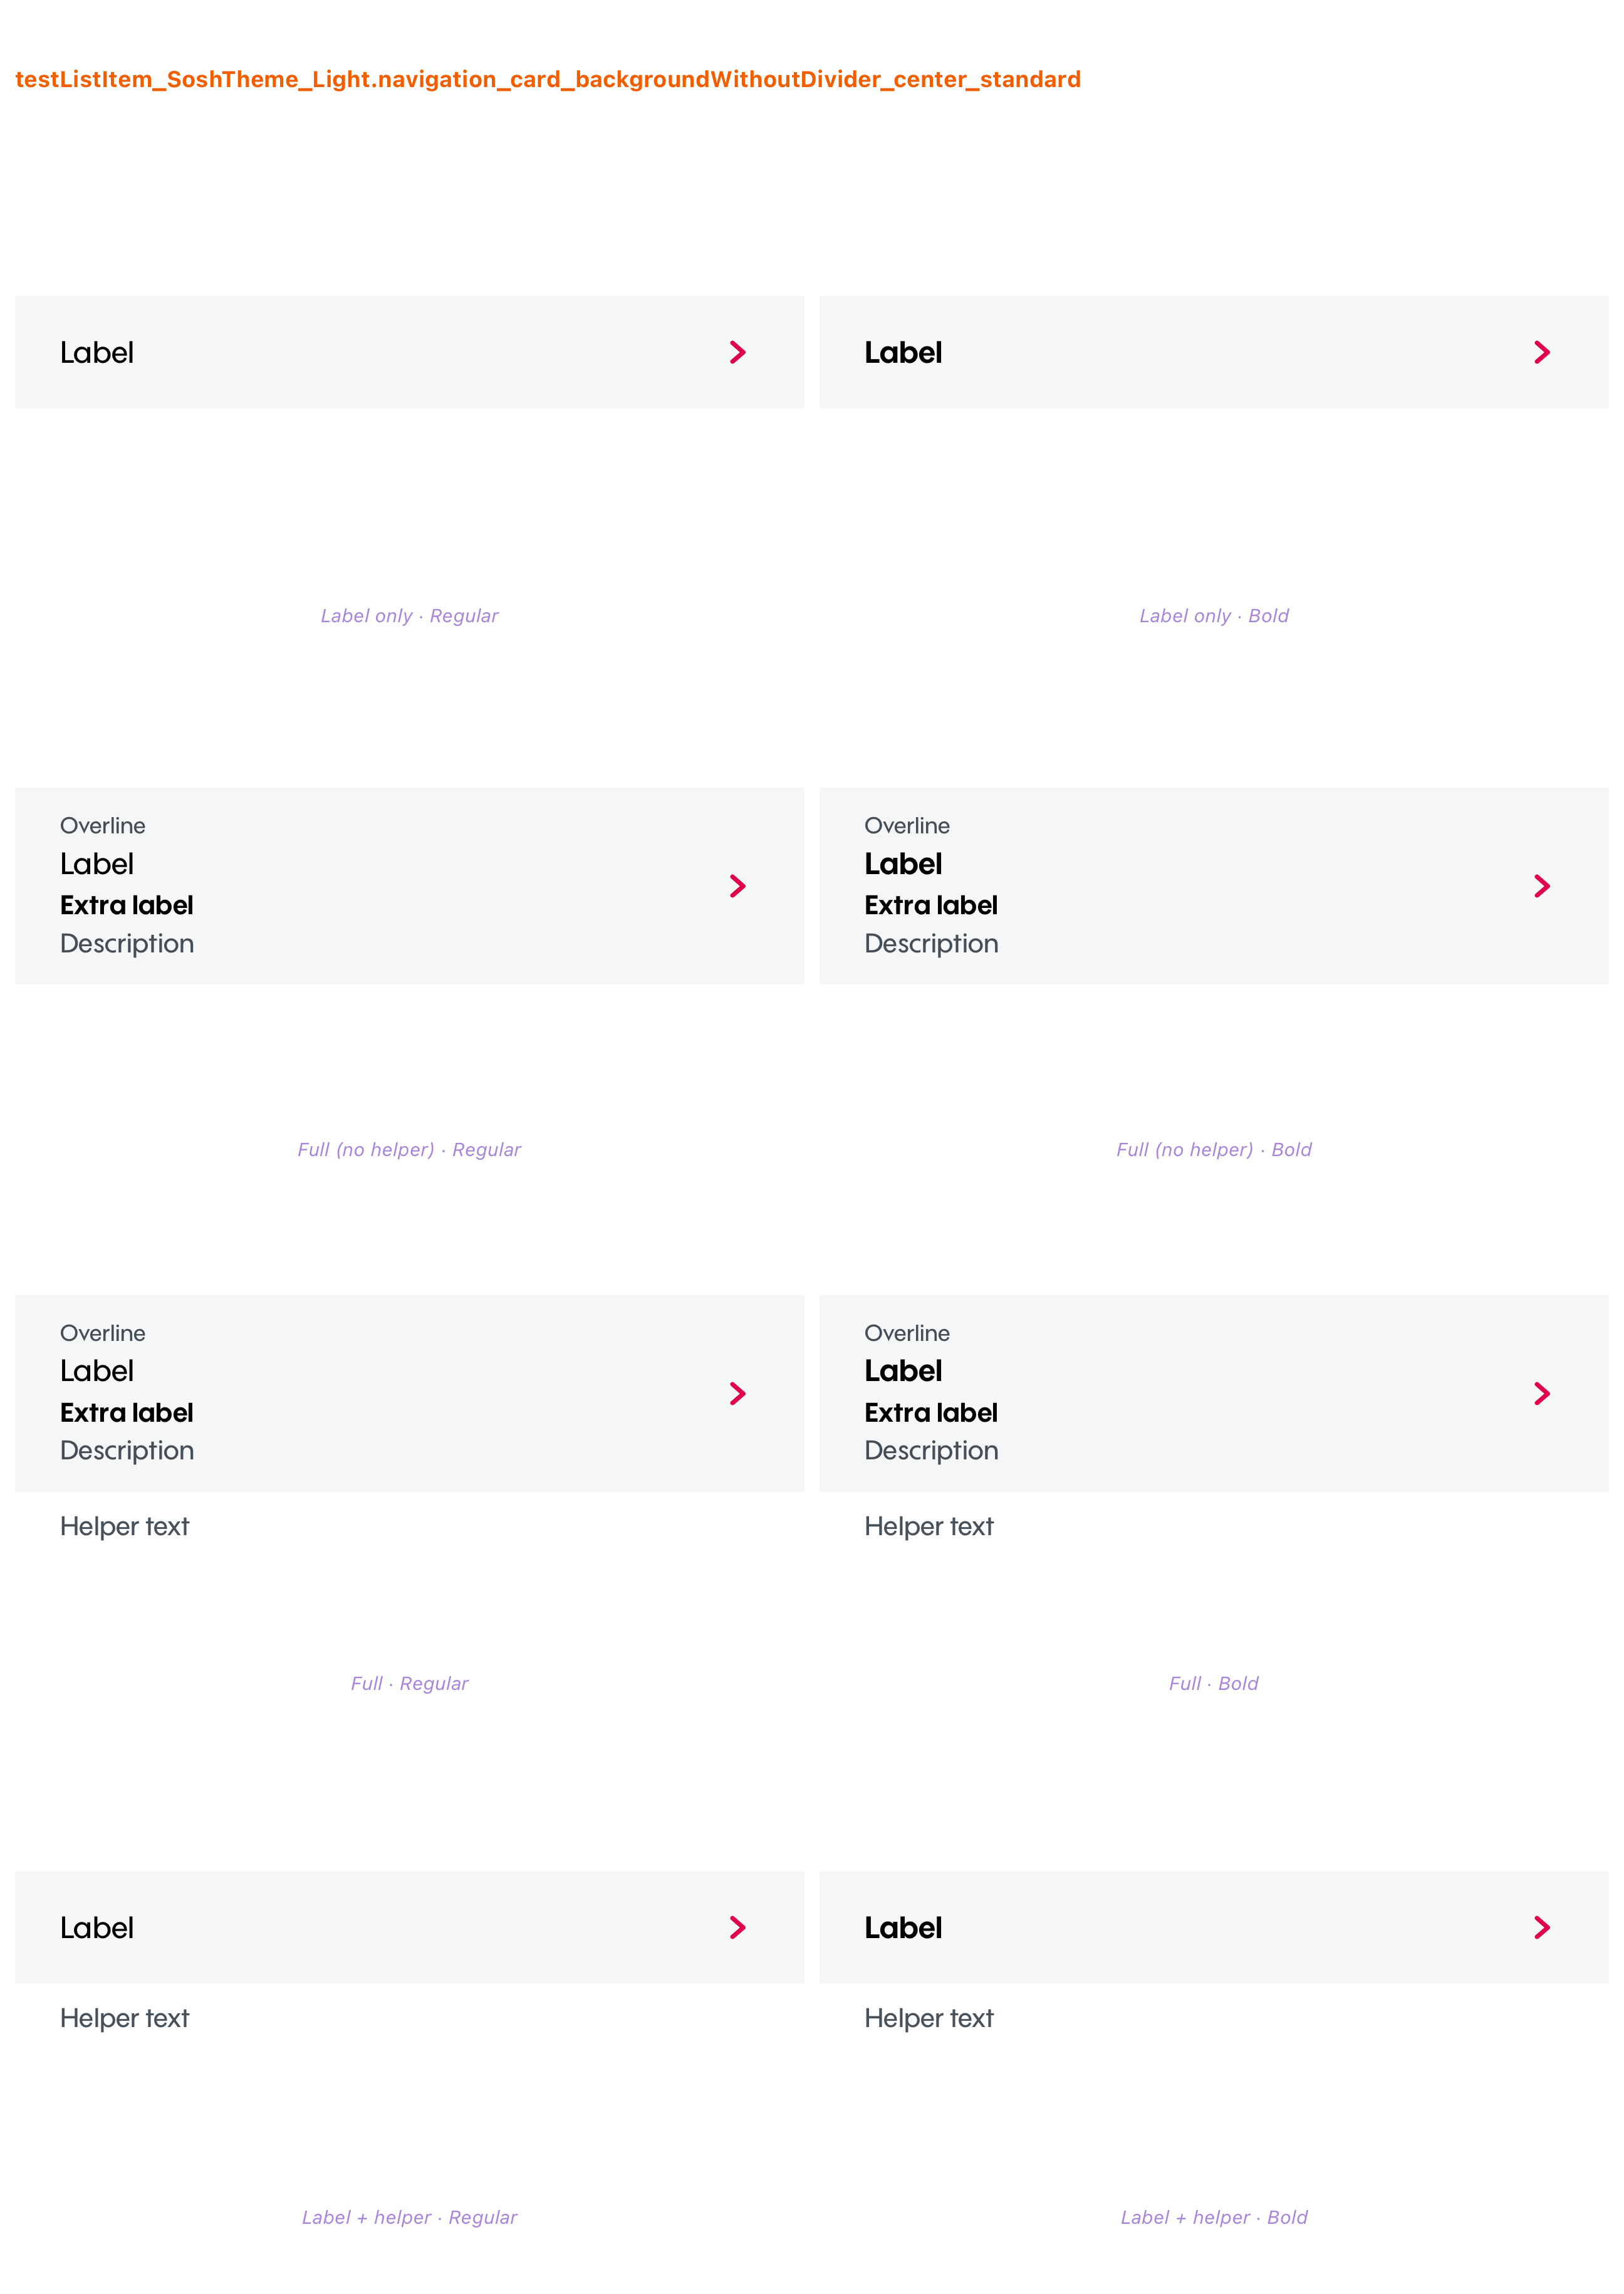 testListItem_SoshTheme_Light.navigation_card_backgroundWithoutDivider_center_standard
Label
Label
Label only · Regular
Label only · Bold
Overline
Label
Extra label
Description
Overline
Label
Extra label
Description
Full (no helper) · Regular
Full (no helper) · Bold
Overline
Label
Extra label
Description
Helper text
Overline
Label
Extra label
Description
Helper text
Full · Regular
Full · Bold
Label
Helper text
Label
Helper text
Label + helper · Regular
Label + helper · Bold